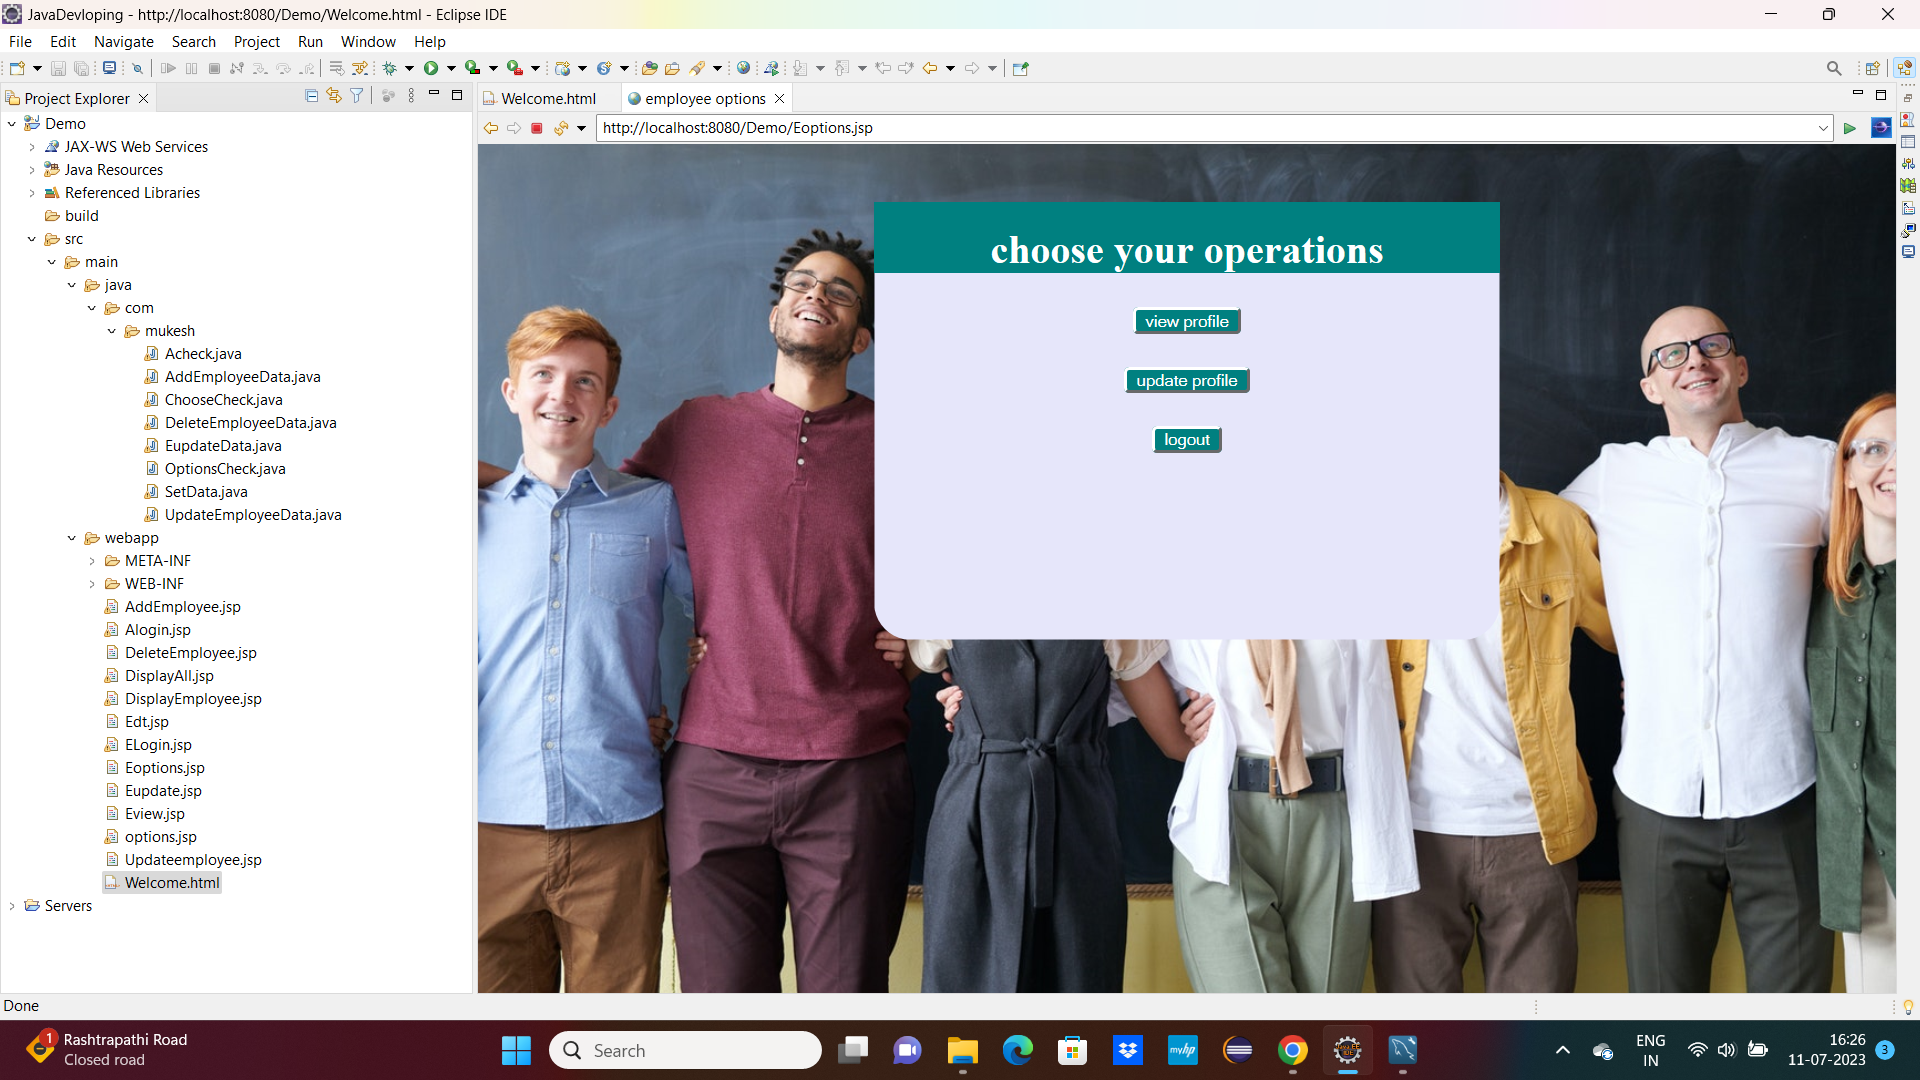 JavaDevloping - http://localhost:8080/Demo/Welcome.html - Eclipse IDE
File Edit Navigate Search Project Run Window Help
Project Explorer
Welcome.html
employee options
http://localhost:8080/Demo/Eoptions.jsp
Demo
JAX-WS Web Services
Java Resources
Referenced Libraries
build
src
main
java
com
mukesh
Acheck.java
AddEmployeeData.java
ChooseCheck.java
DeleteEmployeeData.java
EupdateData.java
OptionsCheck.java
SetData.java
UpdateEmployeeData.java
webapp
META-INF
WEB-INF
AddEmployee.jsp
Alogin.jsp
DeleteEmployee.jsp
DisplayAll.jsp
DisplayEmployee.jsp
Edt.jsp
ELogin.jsp
Eoptions.jsp
Eupdate.jsp
Eview.jsp
options.jsp
Updateemployee.jsp
Welcome.html
Servers
choose your operations
view profile
update profile
logout
Done
1
Rashtrapathi Road
Closed road
Search
myhp
ENG
IN
16:26
11-07-2023
3